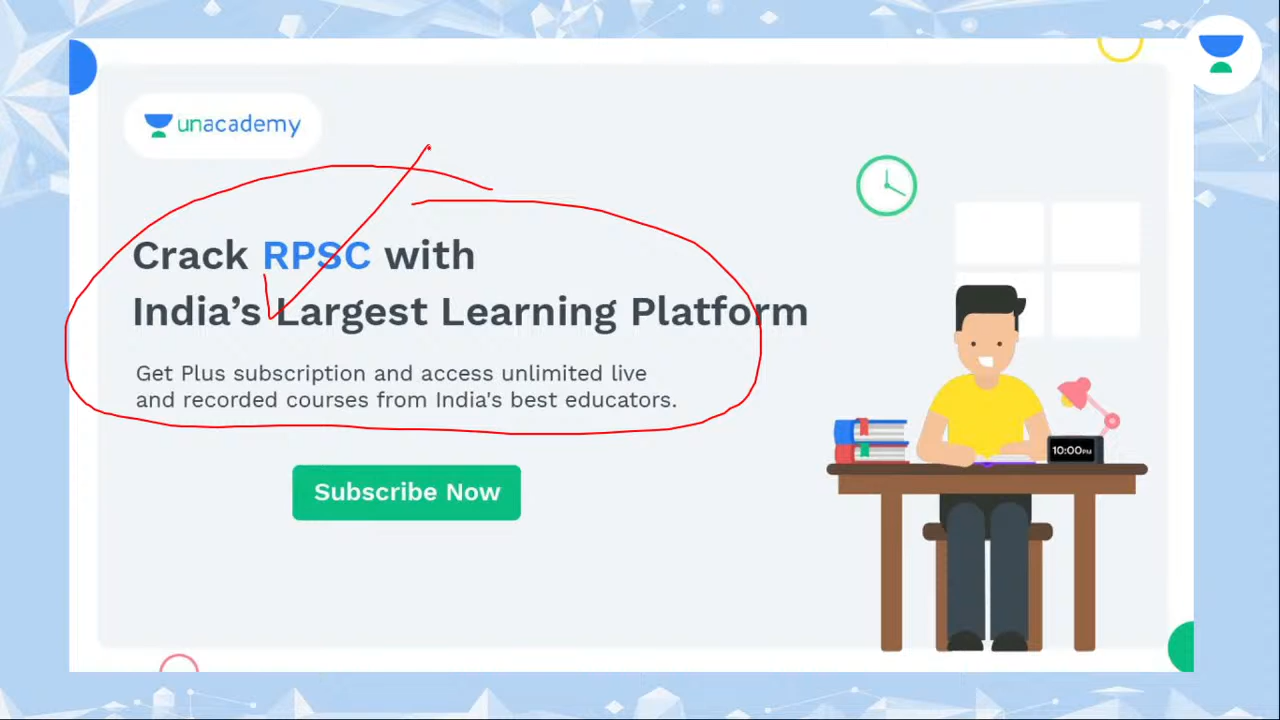 unacademy
Crack RPSC with
India's Largest Learning Platform
Get Plus subscription and access unlimited live
and recorded courses from India's best educators.
Subscribe Now
10:00PM